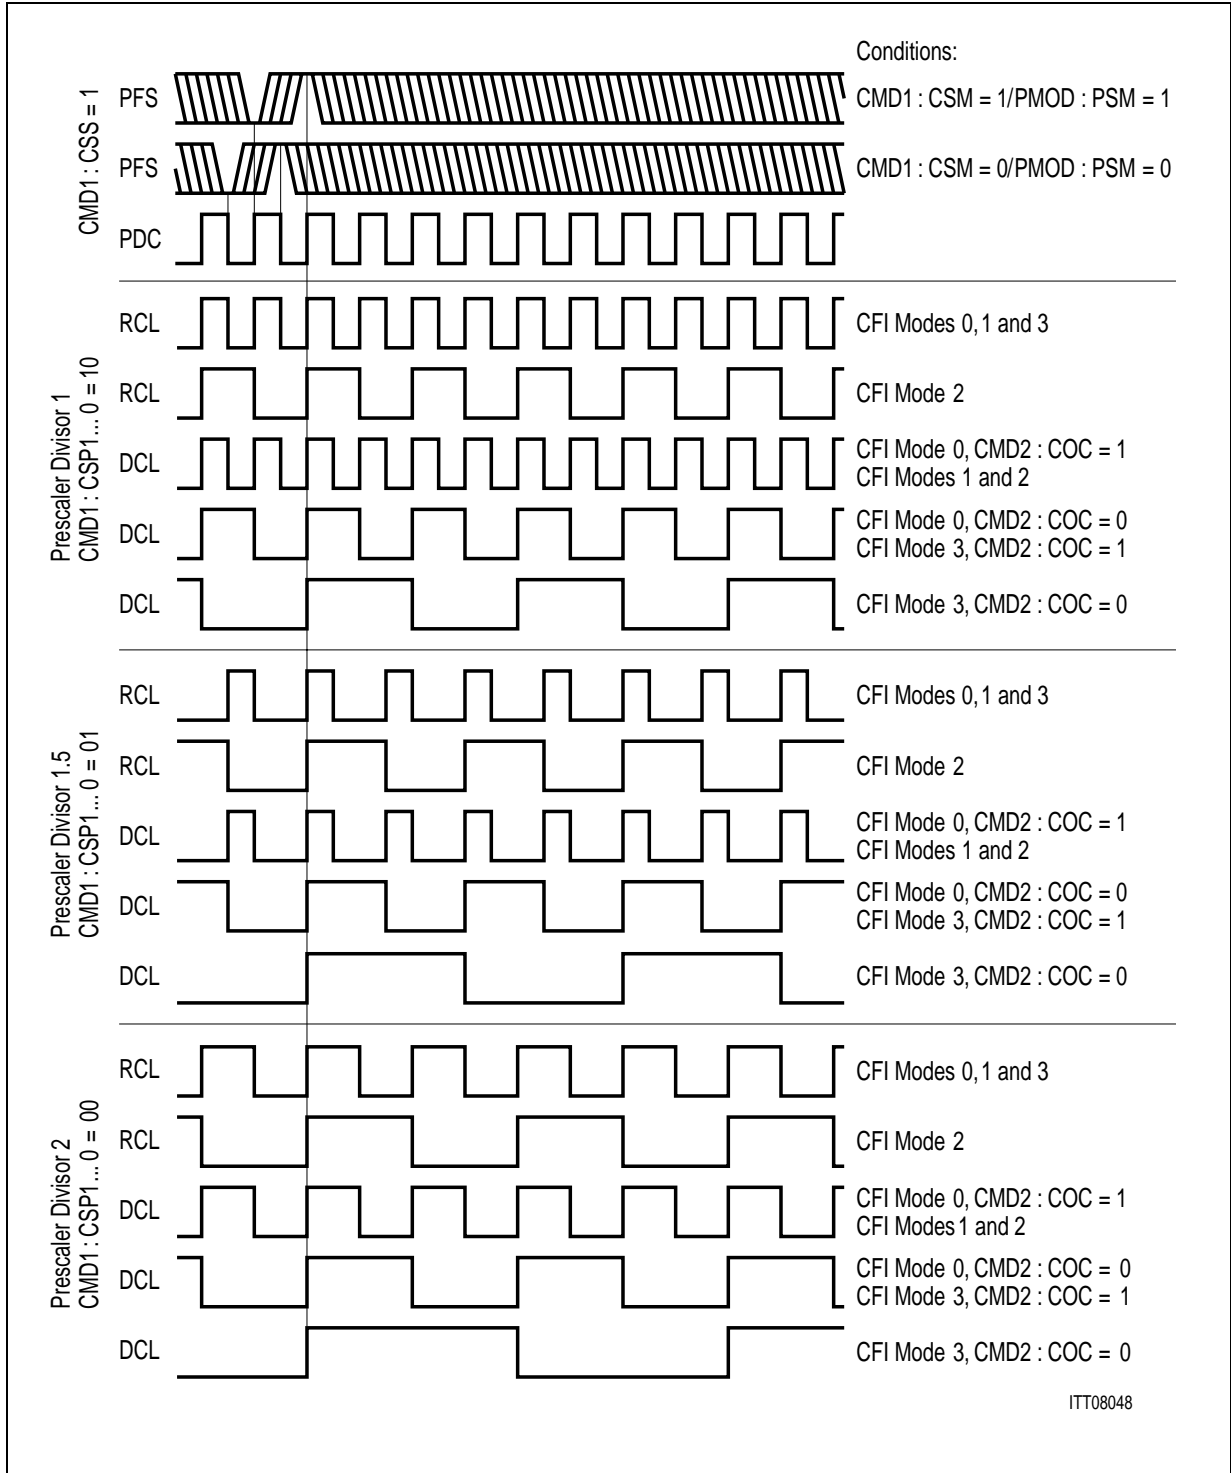 Conditions:
CMD1 : CSS = 1
PFS
CMD1 : CSM = 1/PMOD : PSM = 1
PFS
CMD1 : CSM = 0/PMOD : PSM = 0
PDC
Prescaler Divisor 1
CMD1 : CSP1... 0 = 10
RCL
CFI Modes 0, 1 and 3
RCL
CFI Mode 2
DCL
CFI Mode 0, CMD2 : COC = 1
CFI Modes 1 and 2
DCL
CFI Mode 0, CMD2 : COC = 0
CFI Mode 3, CMD2 : COC = 1
DCL
CFI Mode 3, CMD2 : COC = 0
Prescaler Divisor 1.5
CMD1 : CSP1... 0 = 01
RCL
CFI Modes 0, 1 and 3
RCL
CFI Mode 2
DCL
CFI Mode 0, CMD2 : COC = 1
CFI Modes 1 and 2
DCL
CFI Mode 0, CMD2 : COC = 0
CFI Mode 3, CMD2 : COC = 1
DCL
CFI Mode 3, CMD2 : COC = 0
Prescaler Divisor 2
CMD1 : CSP1... 0 = 00
RCL
CFI Modes 0, 1 and 3
RCL
CFI Mode 2
DCL
CFI Mode 0, CMD2 : COC = 1
CFI Modes 1 and 2
DCL
CFI Mode 0, CMD2 : COC = 0
CFI Mode 3, CMD2 : COC = 1
DCL
CFI Mode 3, CMD2 : COC = 0
ITT08048